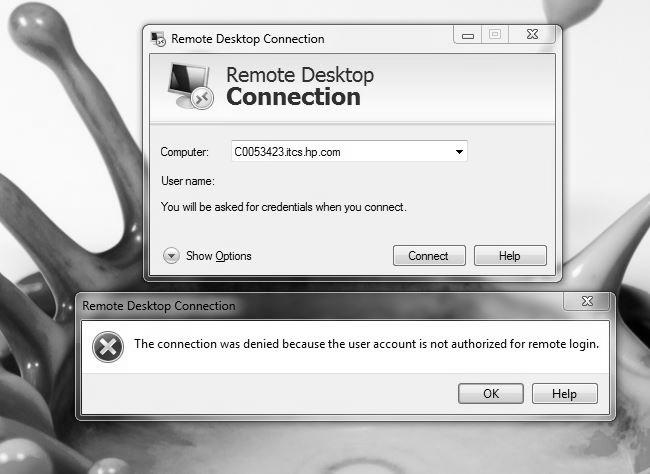 Remote Desktop Connection
Remote Desktop
Connection
Computer: C0053423.itcs.hp.com
User name:
You will be asked for credentials when you connect.
Show Options Connect Help
Remote Desktop Connection
The connection was denied because the user account is not authorized for remote login.
OK Help